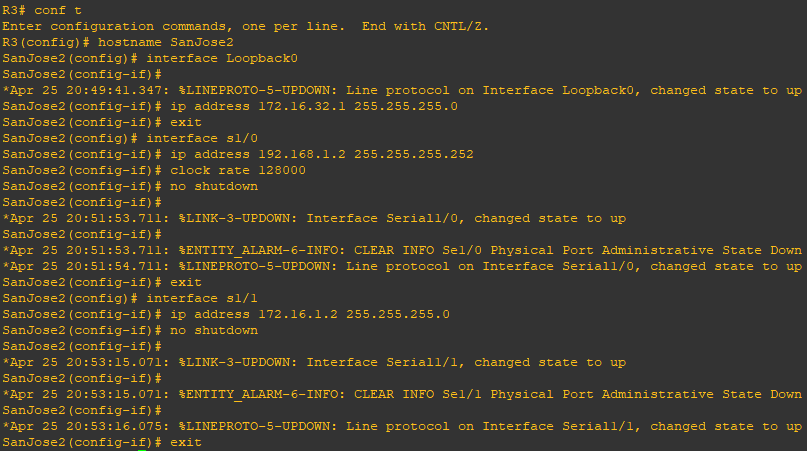 R3# conf t
Enter configuration commands, one per line.  End with CNTL/Z.
R3(config)# hostname SanJose2
SanJose2(config)# interface Loopback0
SanJose2(config-if)#
*Apr 25 20:49:41.347: %LINEPROTO-5-UPDOWN: Line protocol on Interface Loopback0, changed state to up
SanJose2(config-if)# ip address 172.16.32.1 255.255.255.0
SanJose2(config-if)# exit
SanJose2(config)# interface s1/0
SanJose2(config-if)# ip address 192.168.1.2 255.255.255.252
SanJose2(config-if)# clock rate 128000
SanJose2(config-if)# no shutdown
SanJose2(config-if)#
*Apr 25 20:51:53.711: %LINK-3-UPDOWN: Interface Serial1/0, changed state to up
SanJose2(config-if)#
*Apr 25 20:51:53.711: %ENTITY_ALARM-6-INFO: CLEAR INFO Se1/0 Physical Port Administrative State Down
*Apr 25 20:51:54.711: %LINEPROTO-5-UPDOWN: Line protocol on Interface Serial1/0, changed state to up
SanJose2(config-if)# exit
SanJose2(config)# interface s1/1
SanJose2(config-if)# ip address 172.16.1.2 255.255.255.0
SanJose2(config-if)# no shutdown
SanJose2(config-if)#
*Apr 25 20:53:15.071: %LINK-3-UPDOWN: Interface Serial1/1, changed state to up
SanJose2(config-if)#
*Apr 25 20:53:15.071: %ENTITY_ALARM-6-INFO: CLEAR INFO Se1/1 Physical Port Administrative State Down
SanJose2(config-if)#
*Apr 25 20:53:16.075: %LINEPROTO-5-UPDOWN: Line protocol on Interface Serial1/1, changed state to up
SanJose2(config-if)# exit